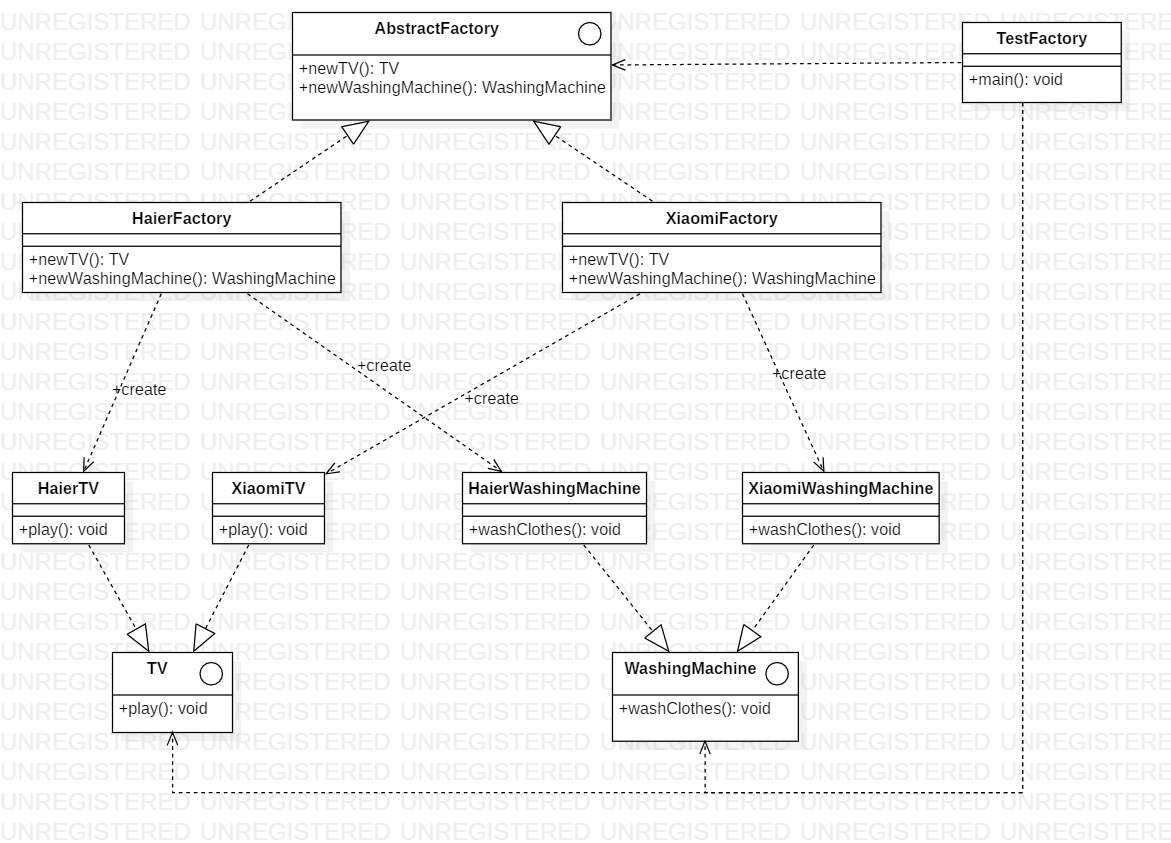 AbstractFactory
+newTV(): TV
+newWashingMachine(): WashingMachine
TestFactory
+main(): void
HaierFactory
+newTV(): TV
+newWashingMachine(): WashingMachine
XiaomiFactory
+newTV(): TV
+newWashingMachine(): WashingMachine
+create
+create
+create
+create
HaierTV
+play(): void
XiaomiTV
+play(): void
HaierWashingMachine
+washClothes(): void
XiaomiWashingMachine
+washClothes(): void
TV
+play(): void
WashingMachine
+washClothes(): void
UNREGISTERED UNREGISTERED UNREGISTERED UNREGISTERED UNREGISTERED UNREGISTERED